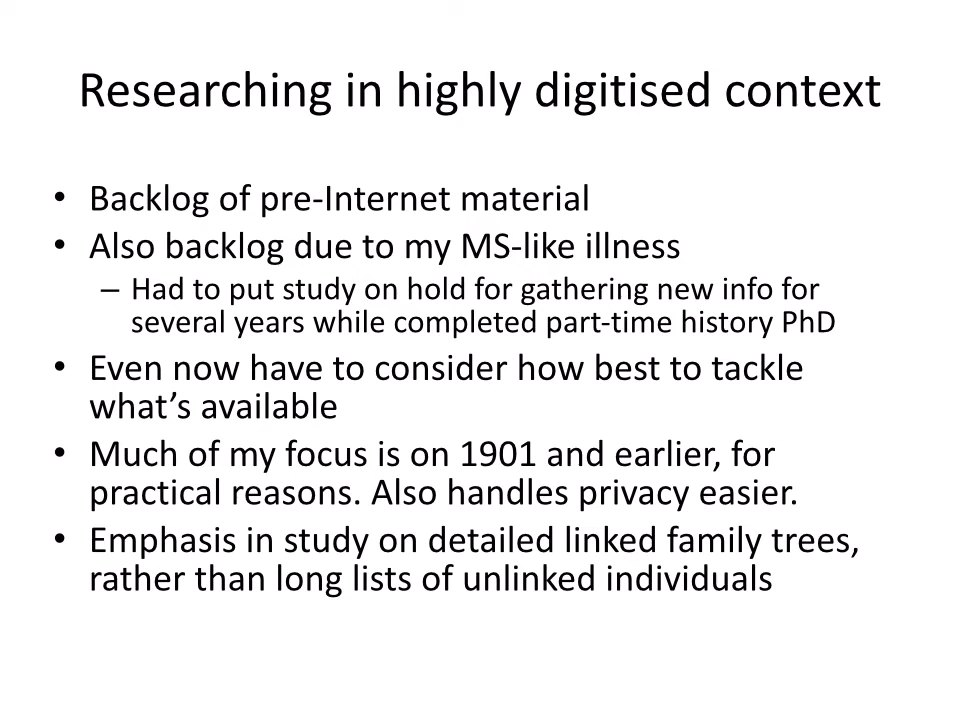 Researching in highly digitised context
• Backlog of pre-Internet material
• Also backlog due to my MS-like illness
– Had to put study on hold for gathering new info for
several years while completed part-time history PhD
• Even now have to consider how best to tackle
what’s available
• Much of my focus is on 1901 and earlier, for
practical reasons. Also handles privacy easier.
• Emphasis in study on detailed linked family trees,
rather than long lists of unlinked individuals